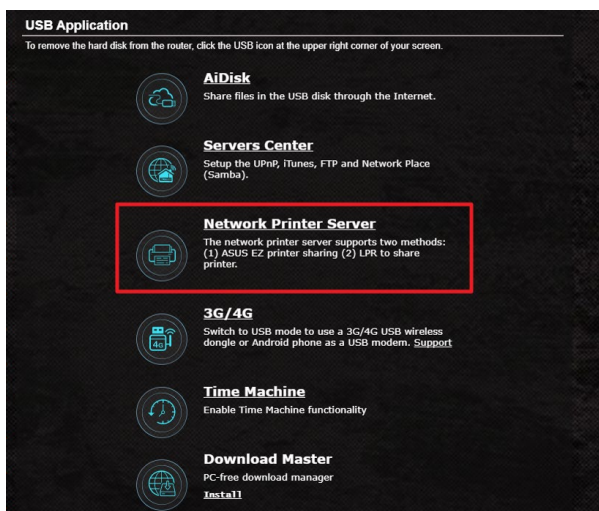 USB Application
To remove the hard disk from the router, click the USB icon at the upper right corner of your screen.
AiDisk
Share files in the USB disk through the Internet.
Servers Center
Setup the UPnP, iTunes, FTP and Network Place
(Samba).
Network Printer Server
The network printer server supports two methods:
(1) ASUS EZ printer sharing (2) LPR to share
printer.
3G/4G
4G
Switch to USB mode to use a 3G/4G USB wireless
dongle or Android phone as a USB modem. Support
Time Machine
Enable Time Machine functionality
Download Master
PC-free download manager
Install